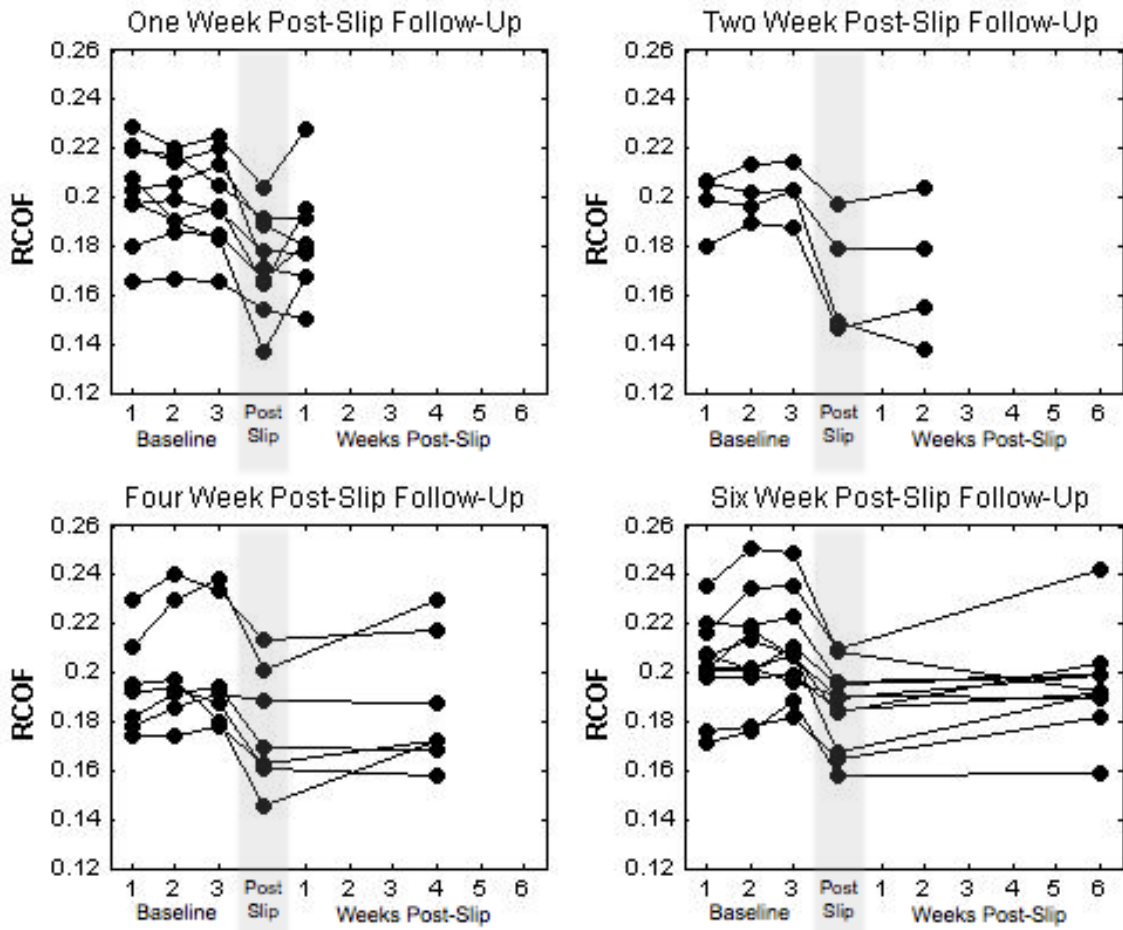 One Week Post-Slip Follow-Up
0.26
0.24
0.22
0.2
0.18
0.16
0.14
0.12
RCOF
1 2 3 Post Slip 1 2 3 4 5 6
Baseline Weeks Post-Slip
Two Week Post-Slip Follow-Up
0.26
0.24
0.22
0.2
0.18
0.16
0.14
0.12
RCOF
1 2 3 Post Slip 1 2 3 4 5 6
Baseline Weeks Post-Slip
Four Week Post-Slip Follow-Up
0.26
0.24
0.22
0.2
0.18
0.16
0.14
0.12
RCOF
1 2 3 Post Slip 1 2 3 4 5 6
Baseline Weeks Post-Slip
Six Week Post-Slip Follow-Up
0.26
0.24
0.22
0.2
0.18
0.16
0.14
0.12
RCOF
1 2 3 Post Slip 1 2 3 4 5 6
Baseline Weeks Post-Slip